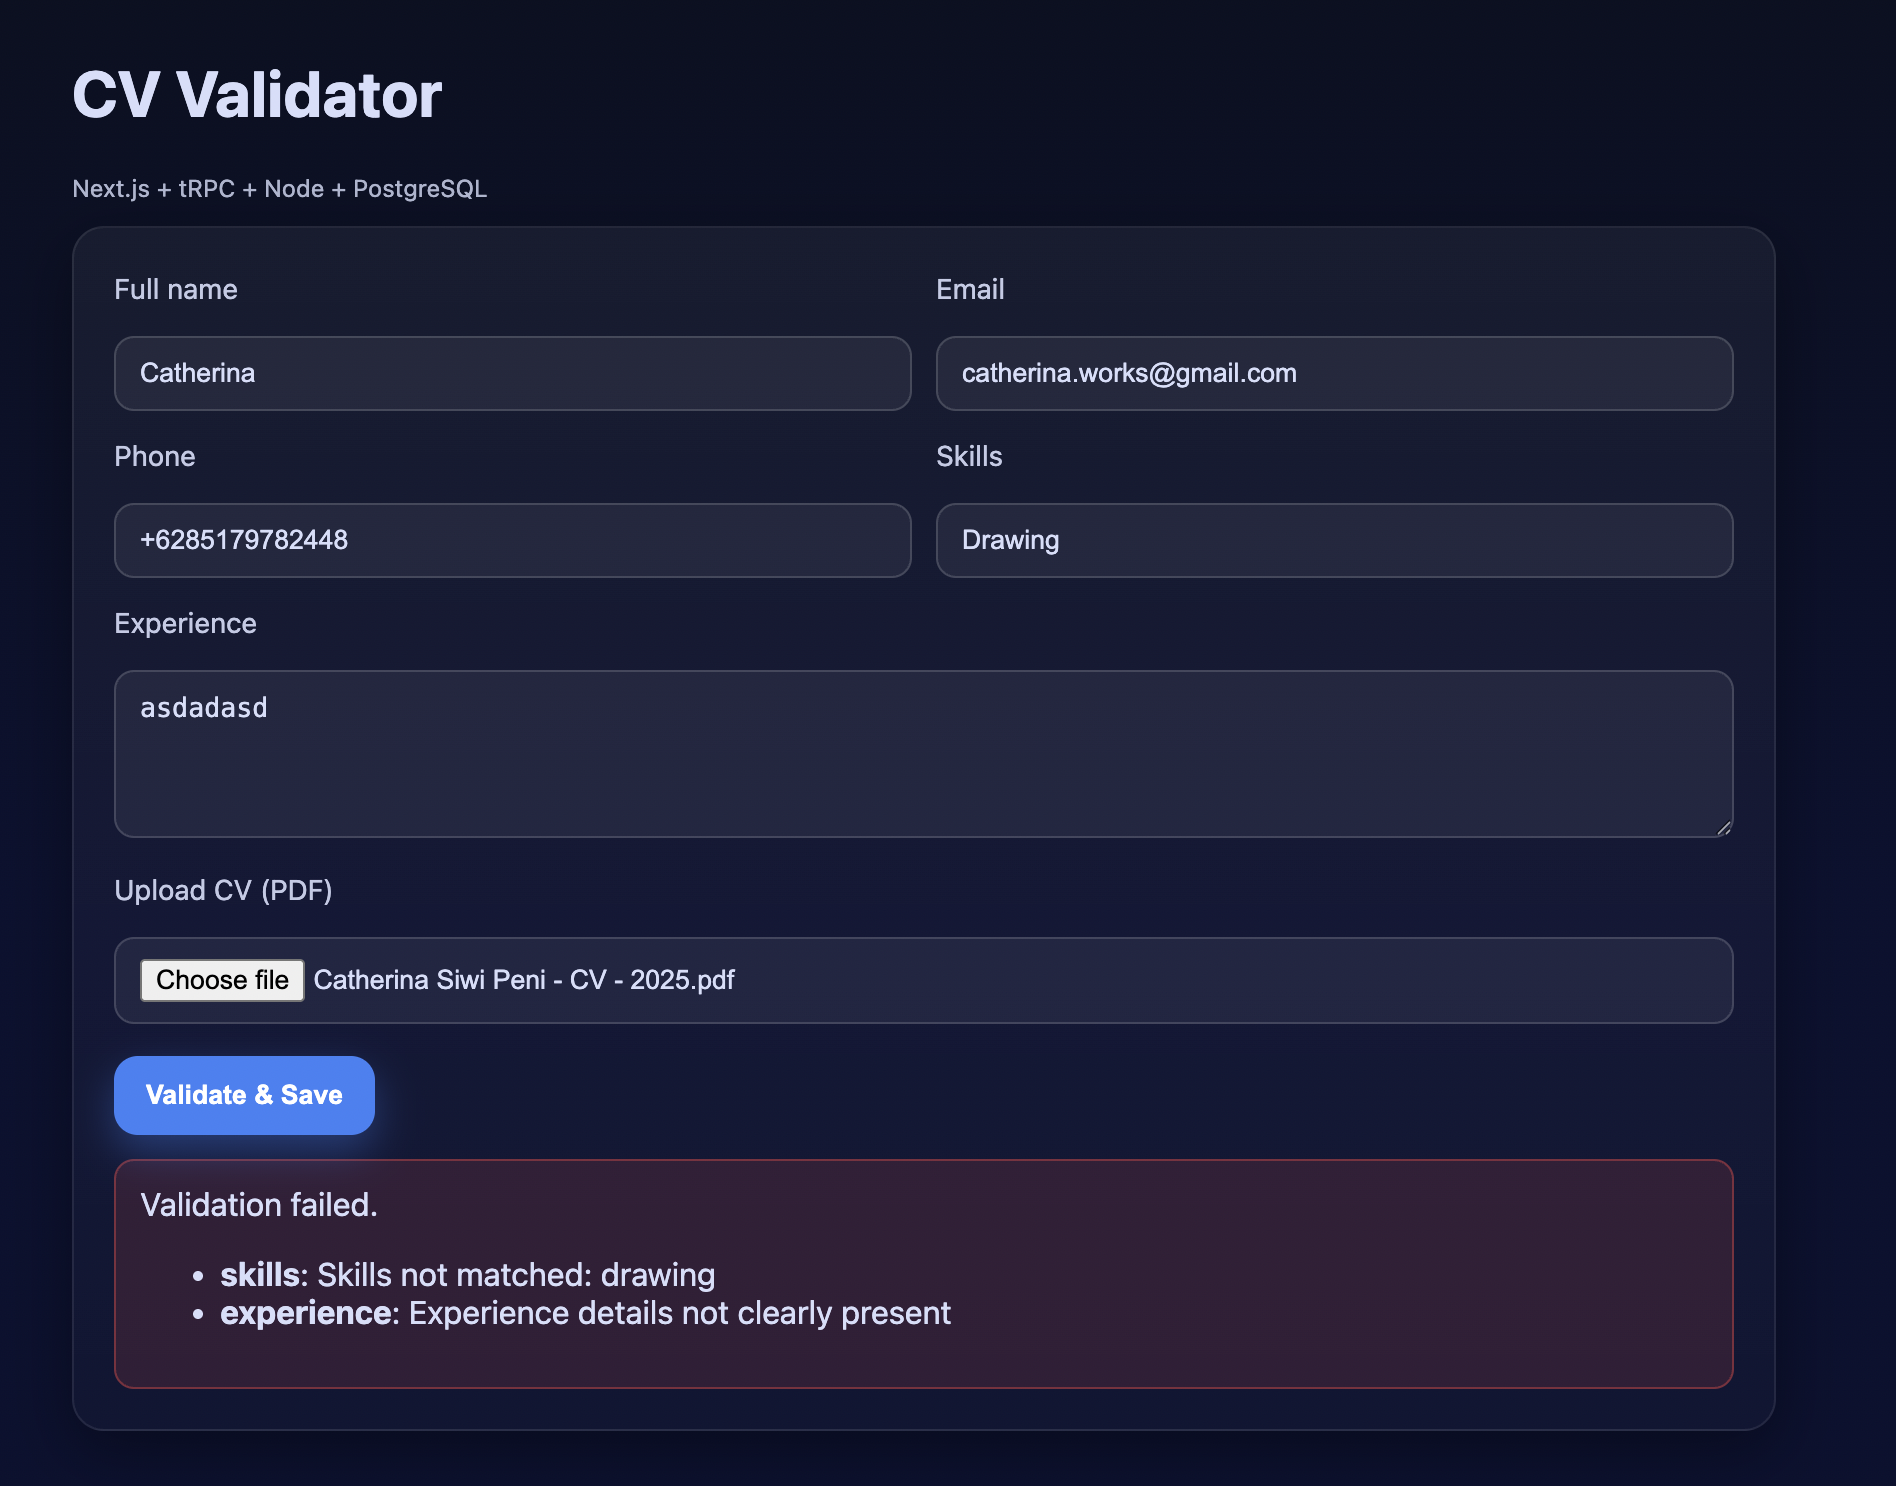 CV Validator
Next.js + tRPC + Node + PostgreSQL
Full name
Email
Catherina
catherina.works@gmail.com
Phone
Skills
+6285179782448
Drawing
Experience
asdadasd
Upload CV (PDF)
Choose file Catherina Siwi Peni - CV - 2025.pdf
Validate & Save
Validation failed.
• skills: Skills not matched: drawing
• experience: Experience details not clearly present